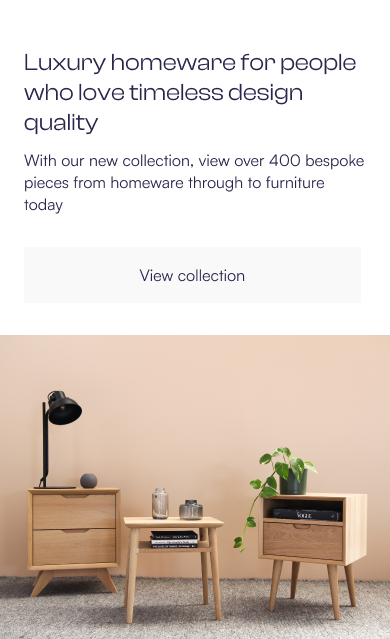 Luxury homeware for people
who love timeless design
quality
With our new collection, view over 400 bespoke
pieces from homeware through to furniture
today
View collection
VOGUE